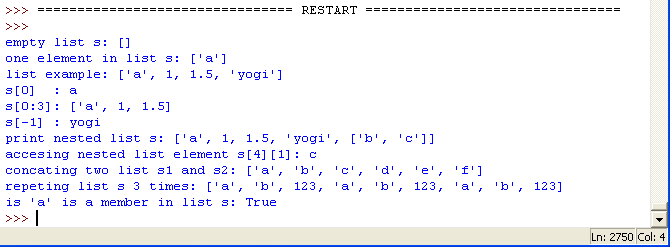 >>> ================================ RESTART ================================
>>>
empty list s: []
one element in list s: ['a']
list example: ['a', 1, 1.5, 'yogi']
s[0]  : a
s[0:3]: ['a', 1, 1.5]
s[-1] : yogi
print nested list s: ['a', 1, 1.5, 'yogi', ['b', 'c']]
accesing nested list element s[4][1]: c
concating two list s1 and s2: ['a', 'b', 'c', 'd', 'e', 'f']
repeting list s 3 times: ['a', 'b', 123, 'a', 'b', 123, 'a', 'b', 123]
is 'a' is a member in list s: True
>>>
Ln: 2750 Col: 4